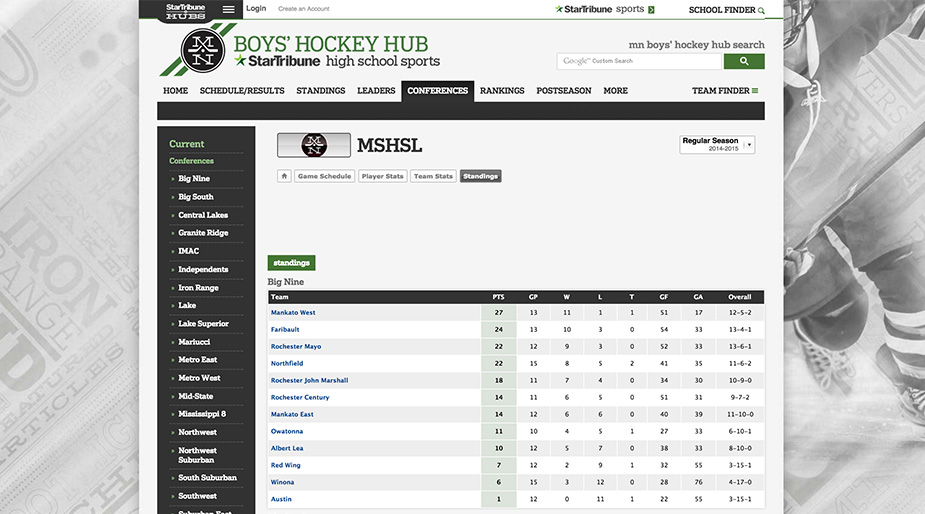 StarTribune
HUBS
Login
Create an Account
StarTribune sports
SCHOOL FINDER
MN
BOYS' HOCKEY HUB
StarTribune high school sports
mn boys' hockey hub search
Google™ Custom Search
HOME SCHEDULE/RESULTS STANDINGS LEADERS CONFERENCES RANKINGS POSTSEASON MORE TEAM FINDER
Current
Conferences
Big Nine
Big South
Central Lakes
Granite Ridge
IMAC
Independents
Iron Range
Lake
Lake Superior
Mariucci
Metro East
Metro West
Mid-State
Mississippi 8
Northwest
Northwest
Suburban
South Suburban
Southwest
Suburban East
MN
MSHSL
Regular Season
2014-2015
Game Schedule Player Stats Team Stats Standings
standings
Big Nine
Team PTS GP W L T GF GA Overall
Mankato West 27 13 11 1 1 51 17 12-5-2
Faribault 24 13 10 3 0 54 33 13-4-1
Rochester Mayo 22 12 9 3 0 52 33 13-6-1
Northfield 22 15 8 5 2 41 35 11-6-2
Rochester John Marshall 18 11 7 4 0 34 30 10-9-0
Rochester Century 14 11 6 5 0 51 31 9-7-2
Mankato East 14 12 6 6 0 40 39 11-10-0
Owatonna 11 10 4 5 1 27 33 6-10-1
Albert Lea 10 12 5 7 0 38 33 8-10-0
Red Wing 7 12 2 9 1 32 55 3-15-1
Winona 6 15 3 12 0 28 76 4-17-0
Austin 1 12 0 11 1 22 55 3-15-1